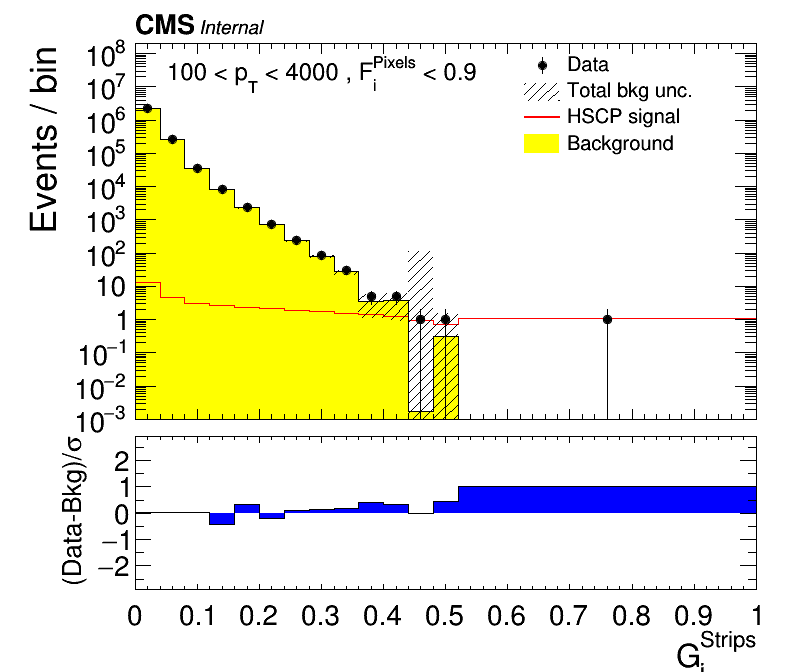 CMS Internal
100 < p_T < 4000 , F_i^Pixels < 0.9
Data
Total bkg unc.
HSCP signal
Background
Events / bin
10^8
10^7
10^6
10^5
10^4
10^3
10^2
10
1
10^−1
10^−2
10^−3
(Data-Bkg)/σ
2
1
0
−1
−2
0 0.1 0.2 0.3 0.4 0.5 0.6 0.7 0.8 0.9 1
G_i^Strips